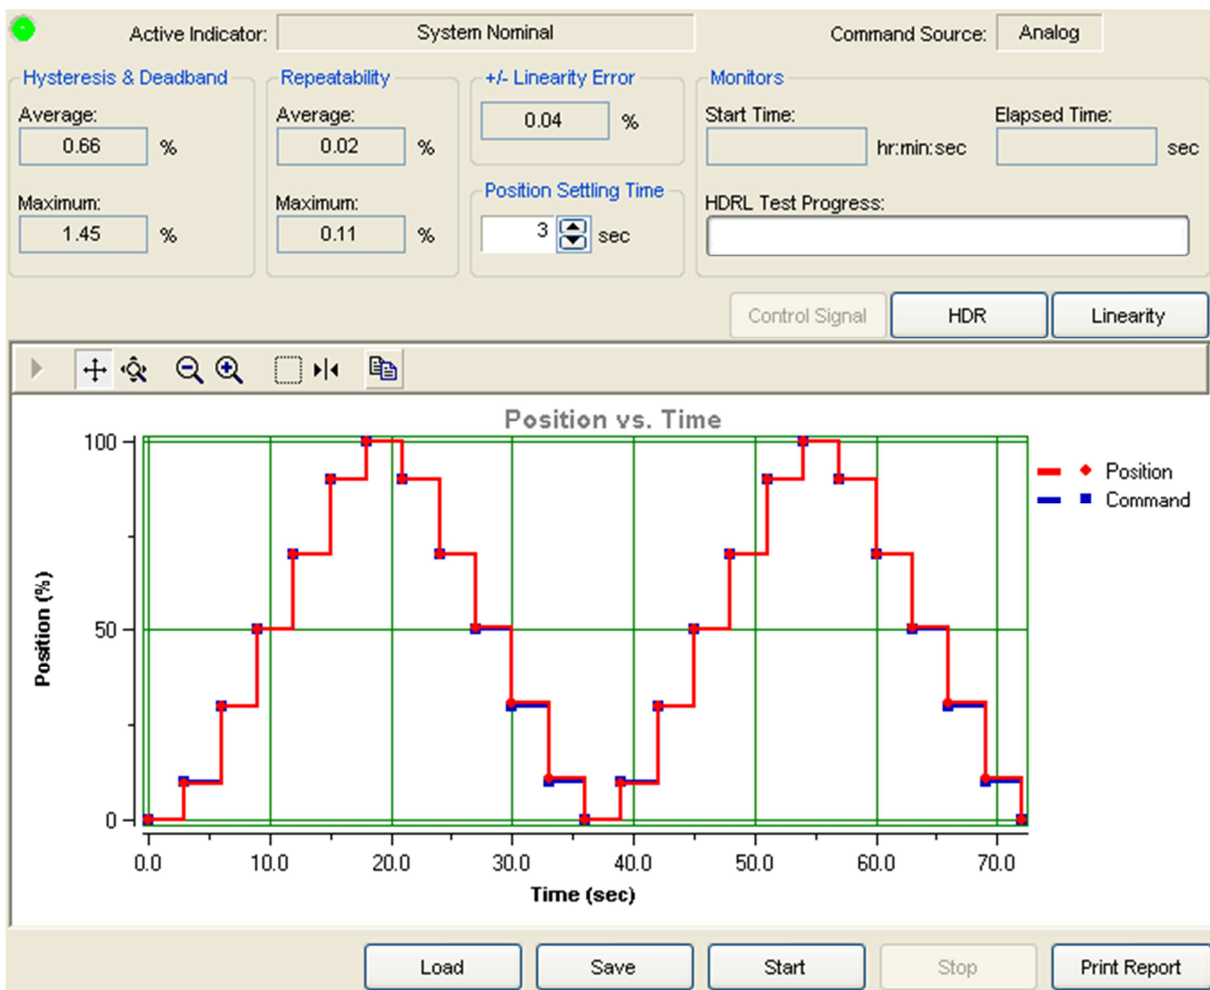 Active Indicator: System Nominal Command Source: Analog
Hysteresis & Deadband Repeatability +/- Linearity Error Monitors
Average: Average: 0.04 % Start Time: Elapsed Time:
0.66 % 0.02 % hr:min:sec sec
Position Settling Time
Maximum: Maximum: 3 sec HDRL Test Progress:
1.45 % 0.11 %
Control Signal HDR Linearity
Position vs. Time
100
50
0
Position (%)
Position
Command
0.0 10.0 20.0 30.0 40.0 50.0 60.0 70.0
Time (sec)
Load Save Start Stop Print Report